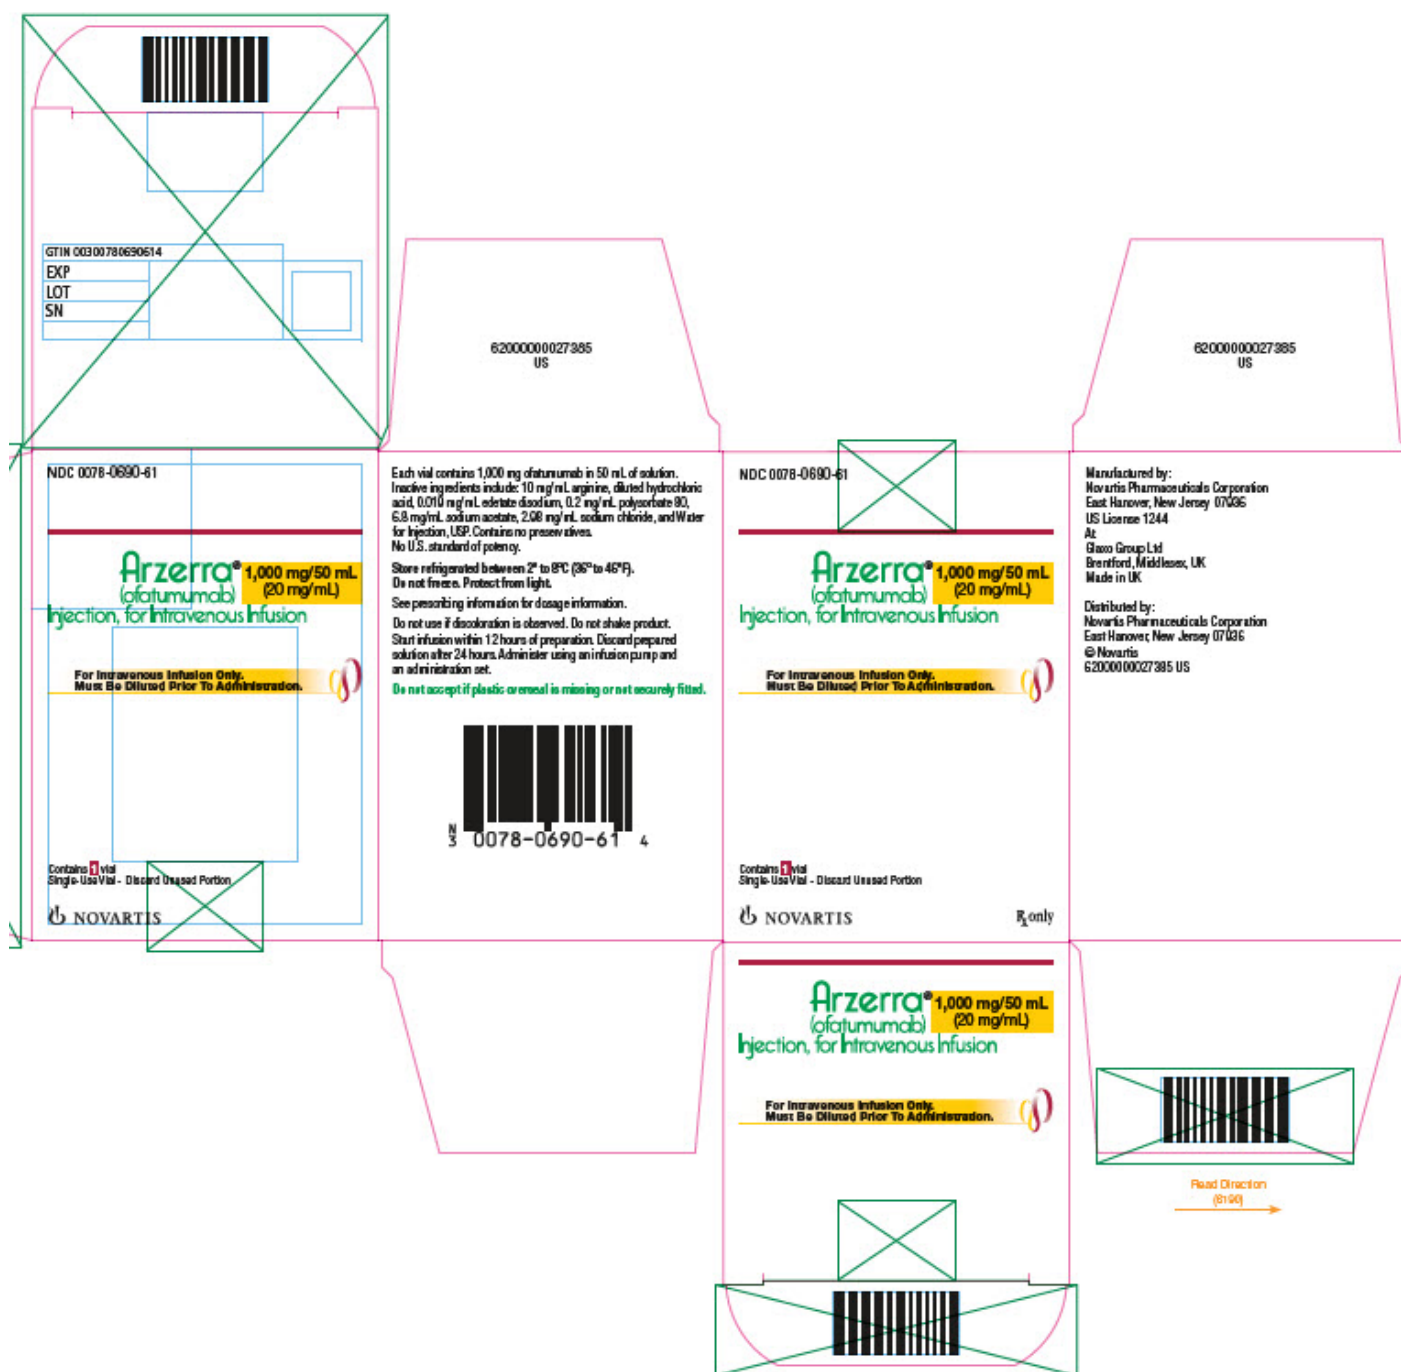 GTIN 00300780690614
EXP
LOT
SN
62000000027385
US
62000000027385
US
NDC 0078-0690-61
Arzerra® 1,000 mg/50 mL
(ofatumumab) (20 mg/mL)
Injection, for Intravenous Infusion
For Intravenous Infusion Only.
Must Be Diluted Prior To Administration.
Contains 1 vial
Single-Use Vial - Discard Unused Portion
NOVARTIS
Each vial contains 1,000 mg ofatumumab in 50 mL of solution.
Inactive ingredients include: 10 mg/mL arginine, diluted hydrochloric
acid, 0.019 mg/mL edetate disodium, 0.2 mg/mL polysorbate 80,
6.8 mg/mL sodium acetate, 2.98 mg/mL sodium chloride, and Water
for Injection, USP. Contains no preservatives.
No U.S. standard of potency.
Store refrigerated between 2° to 8°C (36° to 46°F).
Do not freeze. Protect from light.
See prescribing information for dosage information.
Do not use if discoloration is observed. Do not shake product.
Start infusion within 12 hours of preparation. Discard prepared
solution after 24 hours. Administer using an infusion pump and
an administration set.
Do not accept if plastic overseal is missing or not securely fitted.
N
3 0078-0690-61 4
NDC 0078-0690-61
Arzerra® 1,000 mg/50 mL
(ofatumumab) (20 mg/mL)
Injection, for Intravenous Infusion
For Intravenous Infusion Only.
Must Be Diluted Prior To Administration.
Contains 1 vial
Single-Use Vial - Discard Unused Portion
NOVARTIS
Rx only
Manufactured by:
Novartis Pharmaceuticals Corporation
East Hanover, New Jersey 07936
US License 1244
At
Glaxo Group Ltd
Brentford, Middlesex, UK
Made in UK
Distributed by:
Novartis Pharmaceuticals Corporation
East Hanover, New Jersey 07936
© Novartis
62000000027385 US
Arzerra® 1,000 mg/50 mL
(ofatumumab) (20 mg/mL)
Injection, for Intravenous Infusion
For Intravenous Infusion Only.
Must Be Diluted Prior To Administration.
Read Direction
(6190)